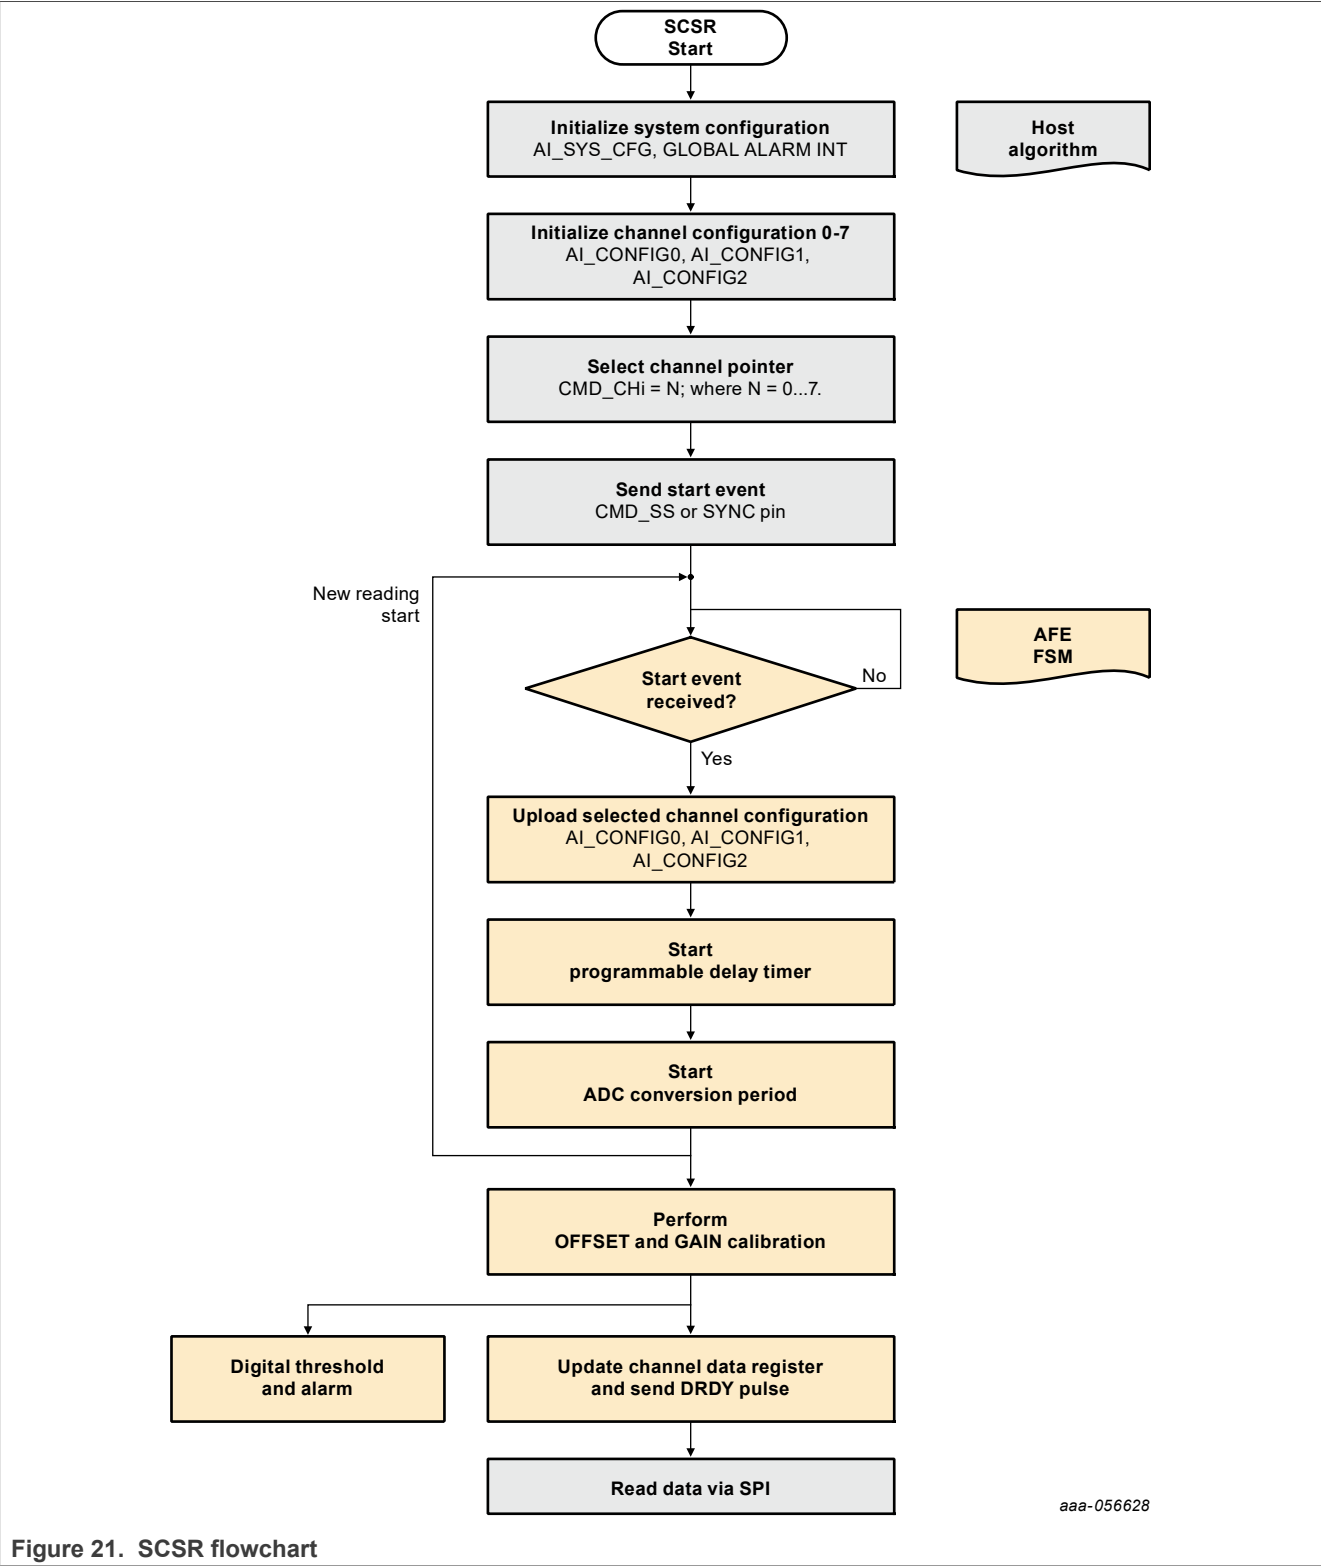 SCSR
Start
Initialize system configuration
AI_SYS_CFG, GLOBAL ALARM INT
Host
algorithm
Initialize channel configuration 0-7
AI_CONFIG0, AI_CONFIG1,
AI_CONFIG2
Select channel pointer
CMD_CHi = N; where N = 0...7.
Send start event
CMD_SS or SYNC pin
New reading
start
AFE
FSM
Start event
received?
No
Yes
Upload selected channel configuration
AI_CONFIG0, AI_CONFIG1,
AI_CONFIG2
Start
programmable delay timer
Start
ADC conversion period
Perform
OFFSET and GAIN calibration
Digital threshold
and alarm
Update channel data register
and send DRDY pulse
Read data via SPI
aaa-056628
Figure 21. SCSR flowchart